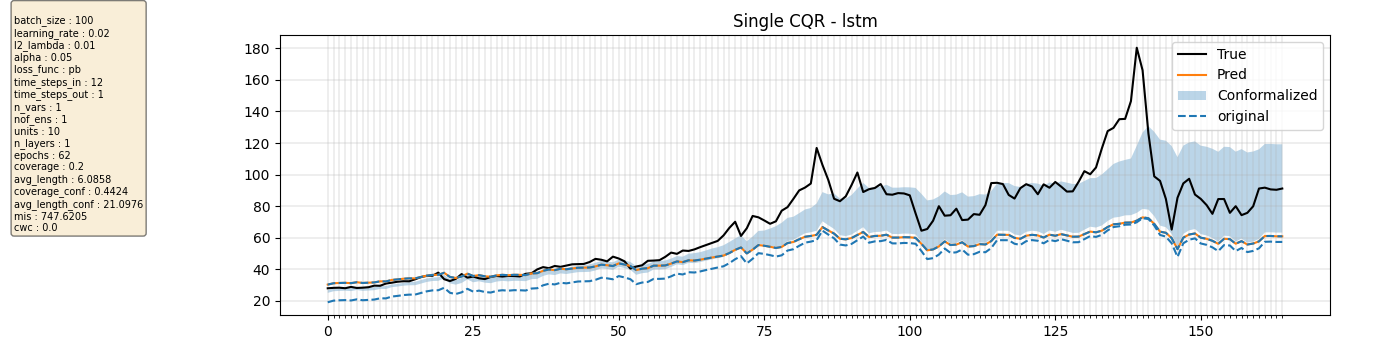 batch_size : 100
learning_rate : 0.02
l2_lambda : 0.01
alpha : 0.05
loss_func : pb
time_steps_in : 12
time_steps_out : 1
n_vars : 1
nof_ens : 1
units : 10
n_layers : 1
epochs : 62
coverage : 0.2
avg_length : 6.0858
coverage_conf : 0.4424
avg_length_conf : 21.0976
mis : 747.6205
cwc : 0.0
Single CQR - lstm
180
160
140
120
100
80
60
40
20
0 25 50 75 100 125 150
True
Pred
Conformalized
original